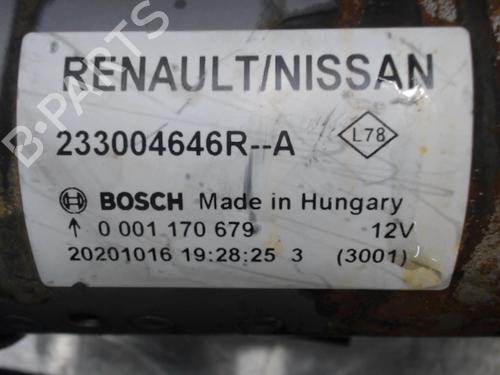 RENAULT/NISSAN
233004646R--A
L78
BOSCH Made in Hungary
↑ 0 001 170 679 12V
20201016 19:28:25 3 (3001)
B-PARTS